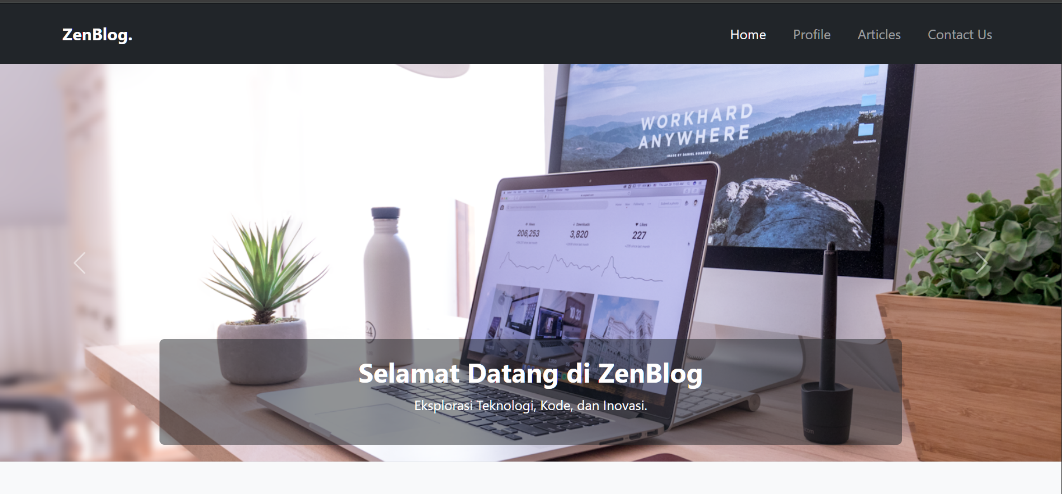 ZenBlog.
Home Profile Articles Contact Us
WORKHARD
ANYWHERE
208,253 3,820 227
Selamat Datang di ZenBlog
Eksplorasi Teknologi, Kode, dan Inovasi.